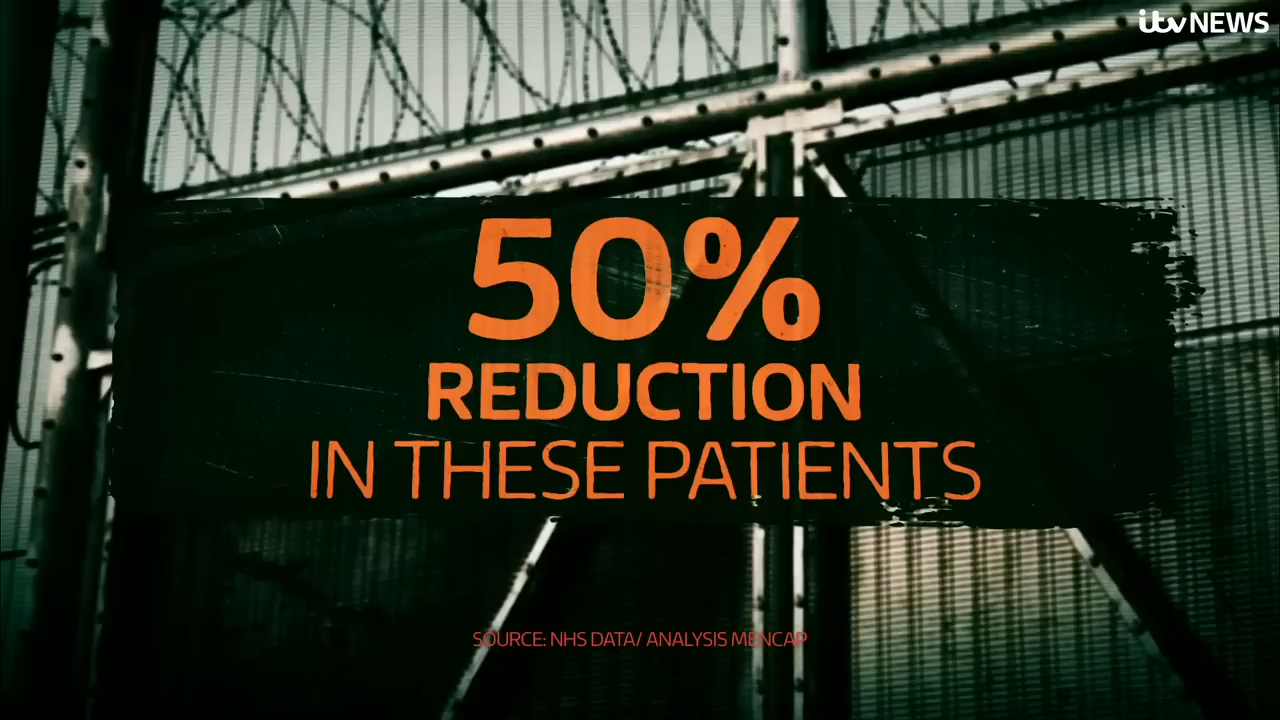 itv NEWS
50%
REDUCTION
IN THESE PATIENTS
SOURCE: NHS DATA/ ANALYSIS MENCAP